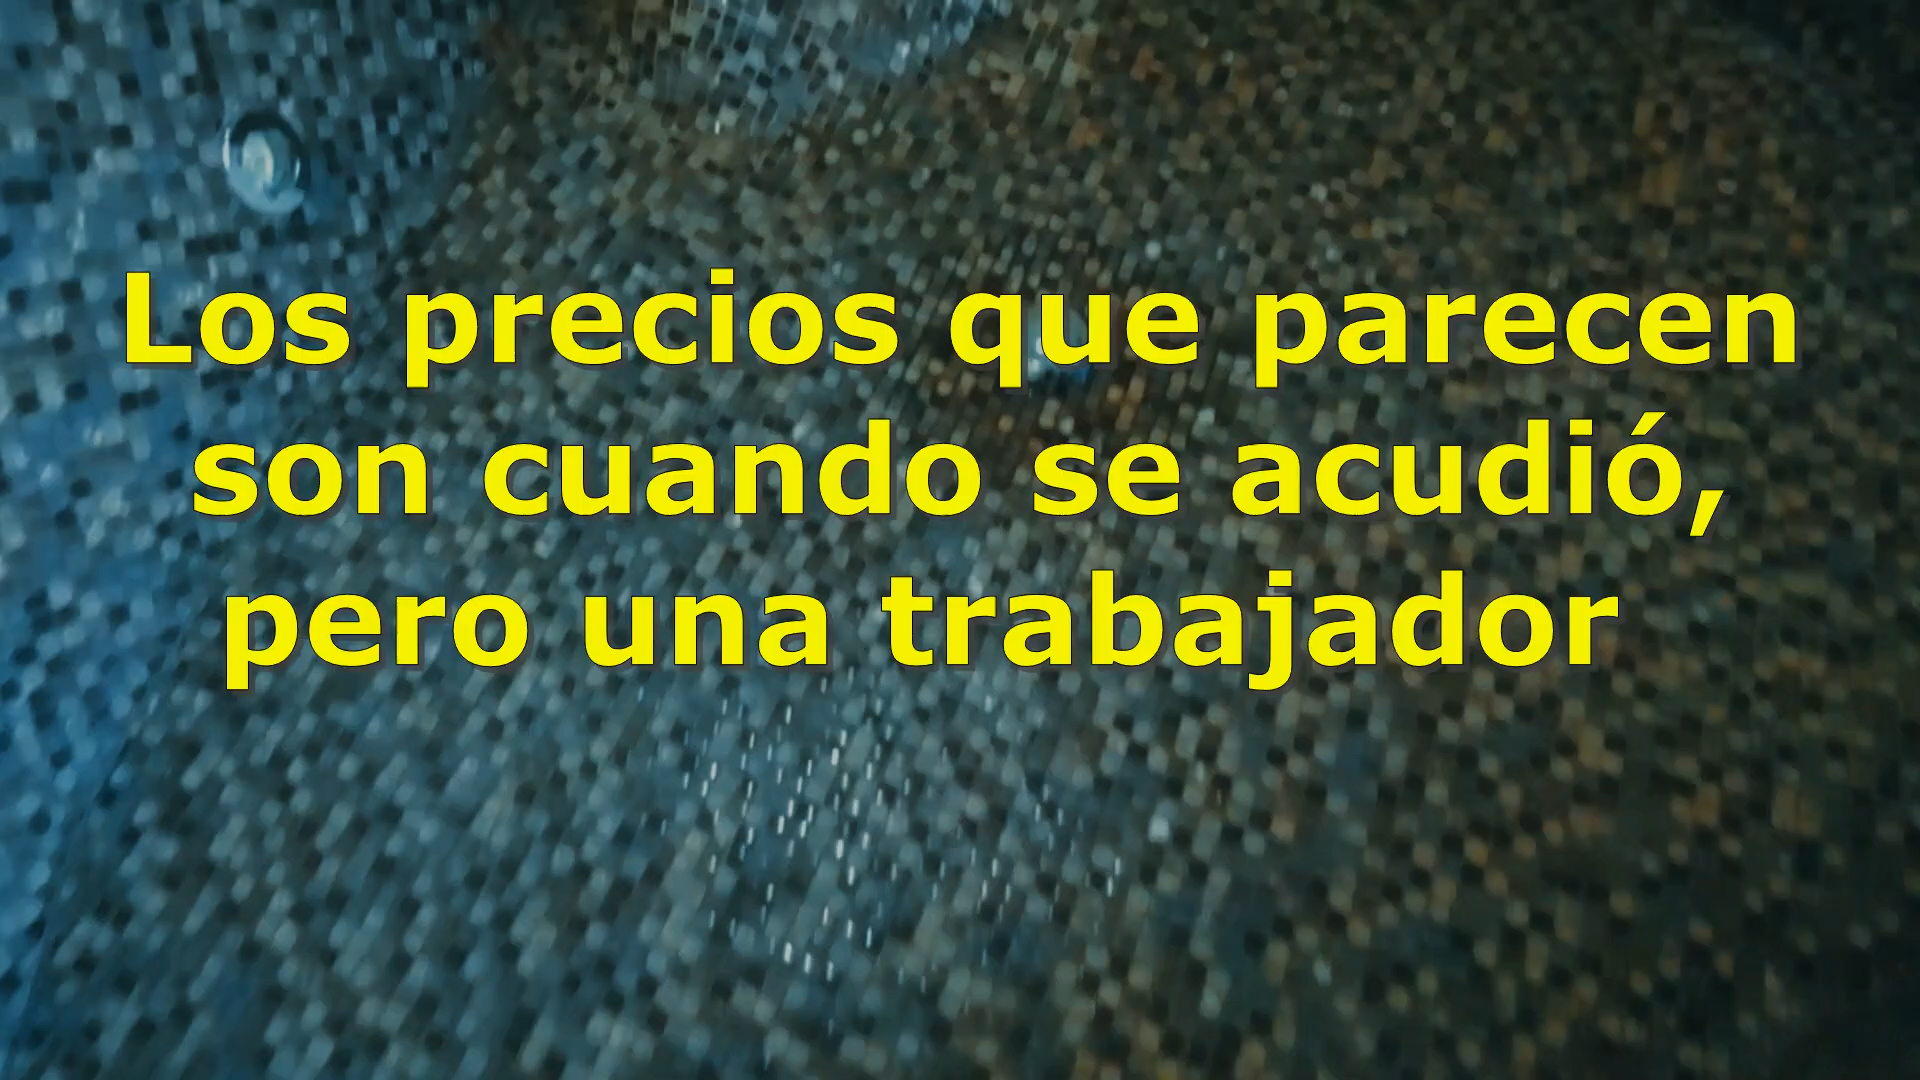 Los precios que parecen
son cuando se acudió,
pero una trabajador